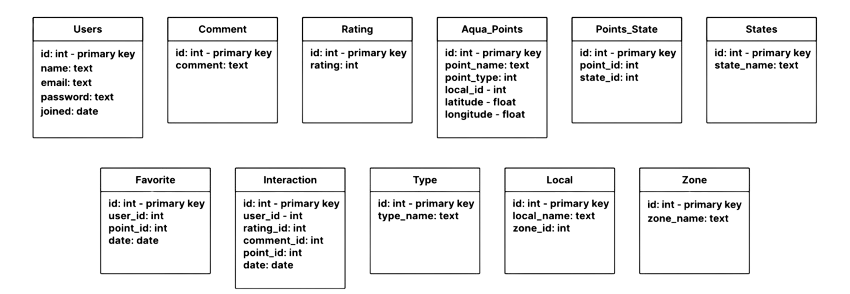 Users
id: int - primary key
name: text
email: text
password: text
joined: date
Comment
id: int - primary key
comment: text
Rating
id: int - primary key
rating: int
Aqua_Points
id: int - primary key
point_name: text
point_type: int
local_id - int
latitude - float
longitude - float
Points_State
id: int - primary key
point_id: int
state_id: int
States
id: int - primary key
state_name: text
Favorite
id: int - primary key
user_id: int
point_id: int
date: date
Interaction
id: int - primary key
user_id - int
rating_id: int
comment_id: int
point_id: int
date: date
Type
id: int - primary key
type_name: text
Local
id: int - primary key
local_name: text
zone_id: int
Zone
id: int - primary key
zone_name: text